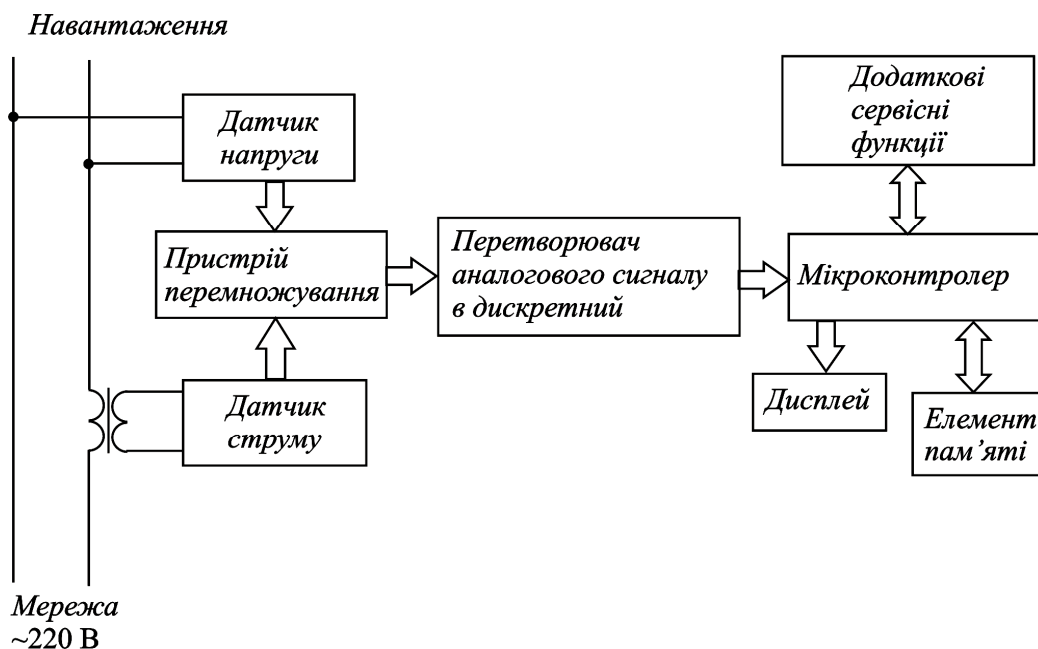 Навантаження
Датчик
напруги
Додаткові
сервісні
функції
Пристрій
перемножування
Перетворювач
аналогового сигналу
в дискретний
Мікроконтролер
Датчик
струму
Дисплей
Елемент
пам’яті
Мережа
~220 В